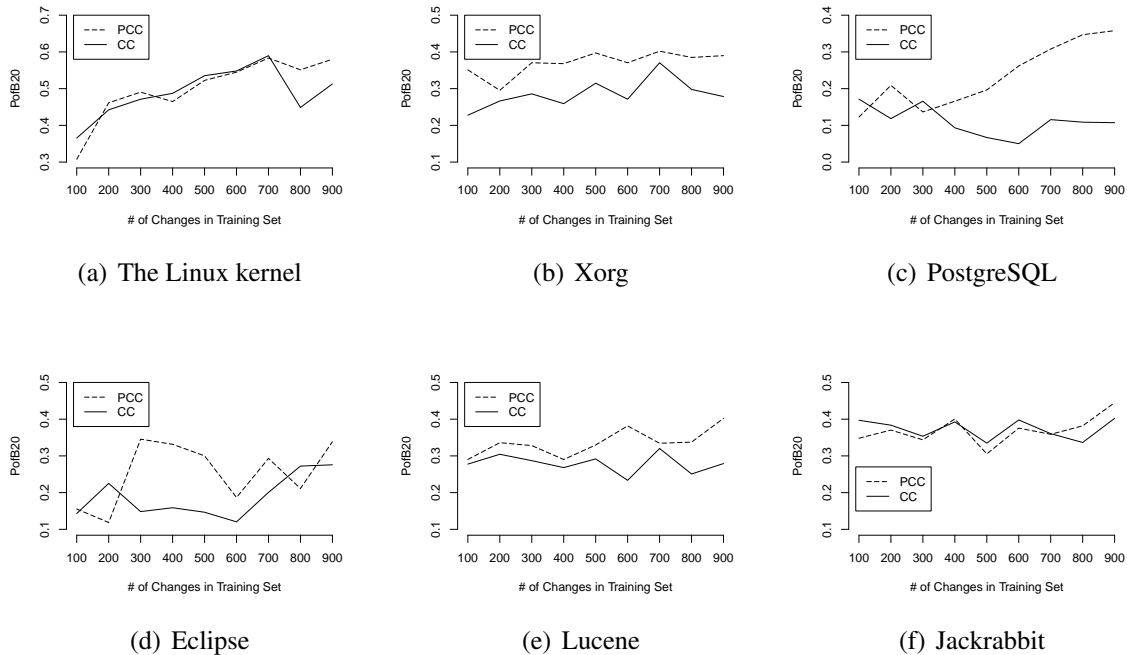 PCC
CC
PofB20
0.3 0.4 0.5 0.6 0.7
100 200 300 400 500 600 700 800 900
# of Changes in Training Set
(a) The Linux kernel
PCC
CC
PofB20
0.1 0.2 0.3 0.4 0.5
100 200 300 400 500 600 700 800 900
# of Changes in Training Set
(b) Xorg
PCC
CC
PofB20
0.0 0.1 0.2 0.3 0.4
100 200 300 400 500 600 700 800 900
# of Changes in Training Set
(c) PostgreSQL
PCC
CC
PofB20
0.1 0.2 0.3 0.4 0.5
100 200 300 400 500 600 700 800 900
# of Changes in Training Set
(d) Eclipse
PCC
CC
PofB20
0.1 0.2 0.3 0.4 0.5
100 200 300 400 500 600 700 800 900
# of Changes in Training Set
(e) Lucene
PCC
CC
PofB20
0.1 0.2 0.3 0.4 0.5
100 200 300 400 500 600 700 800 900
# of Changes in Training Set
(f) Jackrabbit